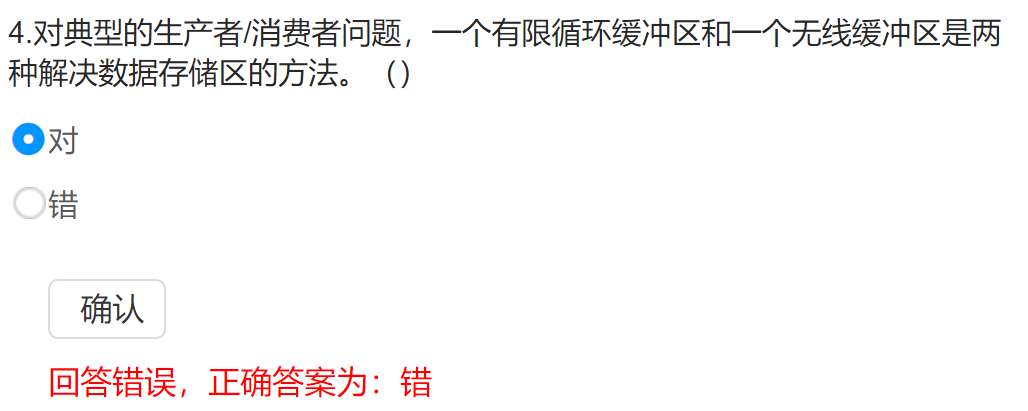 4.对典型的生产者/消费者问题，一个有限循环缓冲区和一个无线缓冲区是两
种解决数据存储区的方法。（）
对
错
确认
回答错误，正确答案为：错